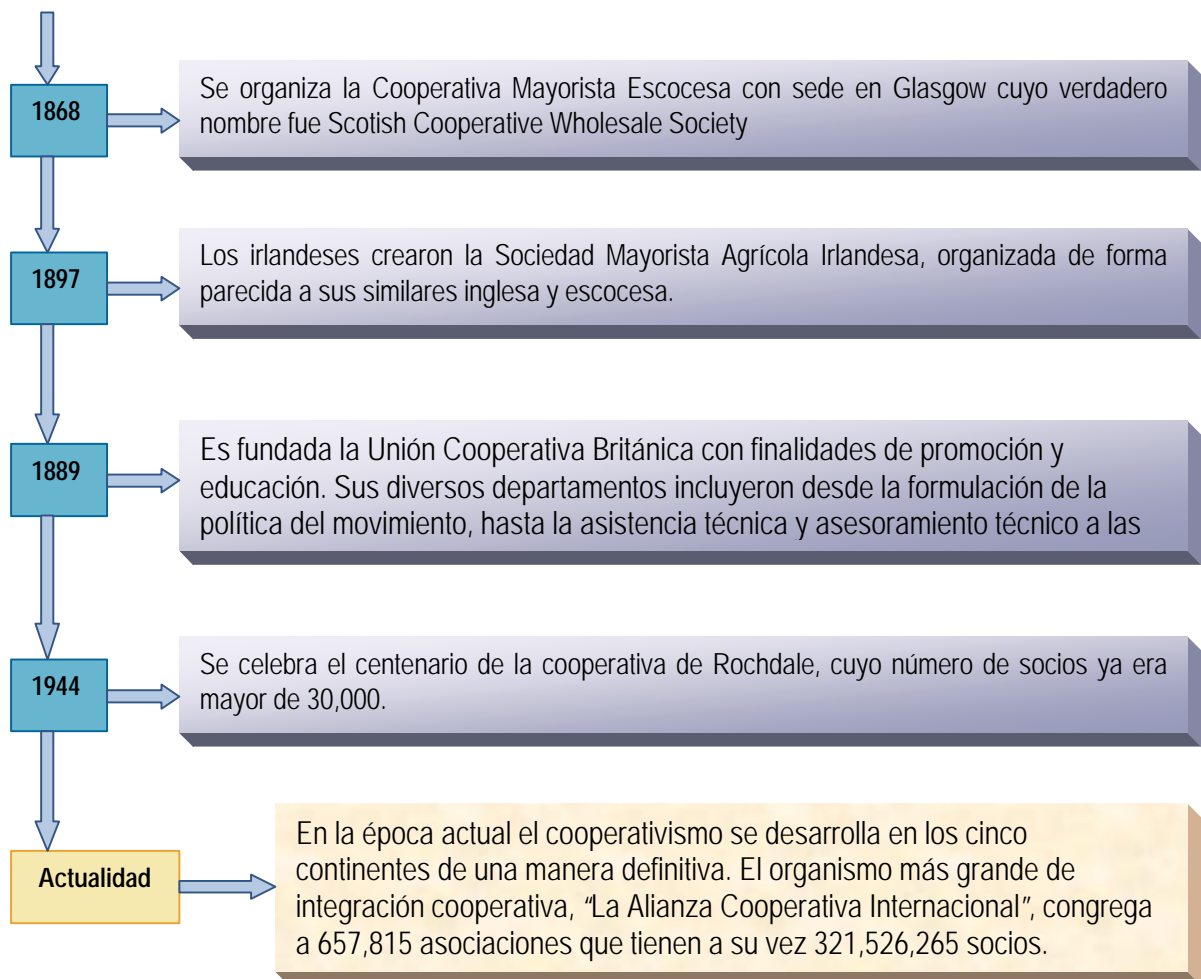 1868
Se organiza la Cooperativa Mayorista Escocesa con sede en Glasgow cuyo verdadero
nombre fue Scotish Cooperative Wholesale Society
1897
Los irlandeses crearon la Sociedad Mayorista Agrícola Irlandesa, organizada de forma
parecida a sus similares inglesa y escocesa.
1889
Es fundada la Unión Cooperativa Británica con finalidades de promoción y
educación. Sus diversos departamentos incluyeron desde la formulación de la
política del movimiento, hasta la asistencia técnica y asesoramiento técnico a las
1944
Se celebra el centenario de la cooperativa de Rochdale, cuyo número de socios ya era
mayor de 30,000.
Actualidad
En la época actual el cooperativismo se desarrolla en los cinco
continentes de una manera definitiva. El organismo más grande de
integración cooperativa, “La Alianza Cooperativa Internacional”, congrega
a 657,815 asociaciones que tienen a su vez 321,526,265 socios.